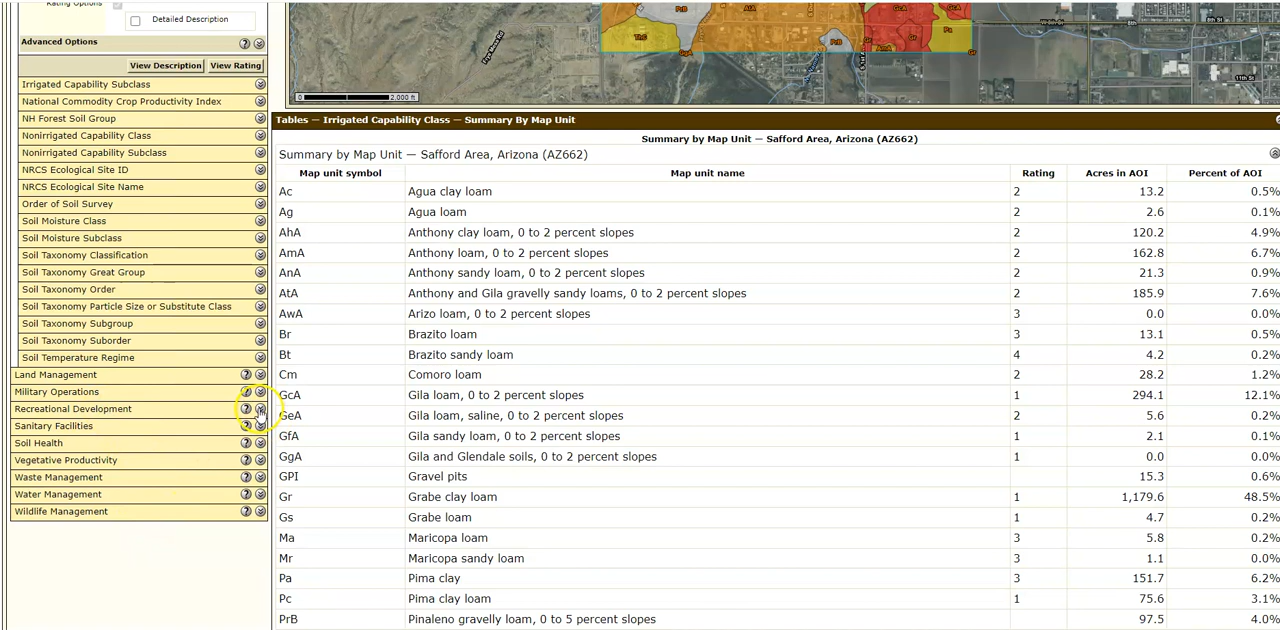 Rating Options
Detailed Description
Advanced Options
View Description View Rating
Irrigated Capability Subclass
National Commodity Crop Productivity Index
NH Forest Soil Group
Nonirrigated Capability Class
Nonirrigated Capability Subclass
NRCS Ecological Site ID
NRCS Ecological Site Name
Order of Soil Survey
Soil Moisture Class
Soil Moisture Subclass
Soil Taxonomy Classification
Soil Taxonomy Great Group
Soil Taxonomy Order
Soil Taxonomy Particle Size or Substitute Class
Soil Taxonomy Subgroup
Soil Taxonomy Suborder
Soil Temperature Regime
Land Management
Military Operations
Recreational Development
Sanitary Facilities
Soil Health
Vegetative Productivity
Waste Management
Water Management
Wildlife Management
PrB AtA GcA GcA
ThC PrB Gr Gr Pa
GgA AmA Gr
8th 8th St
11th St
0 2,000 ft
Tables — Irrigated Capability Class — Summary By Map Unit
Summary by Map Unit — Safford Area, Arizona (AZ662)
Summary by Map Unit — Safford Area, Arizona (AZ662)
Map unit symbol Map unit name Rating Acres in AOI Percent of AOI
Ac Agua clay loam 2 13.2 0.5%
Ag Agua loam 2 2.6 0.1%
AhA Anthony clay loam, 0 to 2 percent slopes 2 120.2 4.9%
AmA Anthony loam, 0 to 2 percent slopes 2 162.8 6.7%
AnA Anthony sandy loam, 0 to 2 percent slopes 2 21.3 0.9%
AtA Anthony and Gila gravelly sandy loams, 0 to 2 percent slopes 2 185.9 7.6%
AwA Arizo loam, 0 to 2 percent slopes 3 0.0 0.0%
Br Brazito loam 3 13.1 0.5%
Bt Brazito sandy loam 4 4.2 0.2%
Cm Comoro loam 2 28.2 1.2%
GcA Gila loam, 0 to 2 percent slopes 1 294.1 12.1%
GeA Gila loam, saline, 0 to 2 percent slopes 2 5.6 0.2%
GfA Gila sandy loam, 0 to 2 percent slopes 1 2.1 0.1%
GgA Gila and Glendale soils, 0 to 2 percent slopes 1 0.0 0.0%
GPI Gravel pits 15.3 0.6%
Gr Grabe clay loam 1 1,179.6 48.5%
Gs Grabe loam 1 4.7 0.2%
Ma Maricopa loam 3 5.8 0.2%
Mr Maricopa sandy loam 3 1.1 0.0%
Pa Pima clay 3 151.7 6.2%
Pc Pima clay loam 1 75.6 3.1%
PrB Pinaleno gravelly loam, 0 to 5 percent slopes 97.5 4.0%